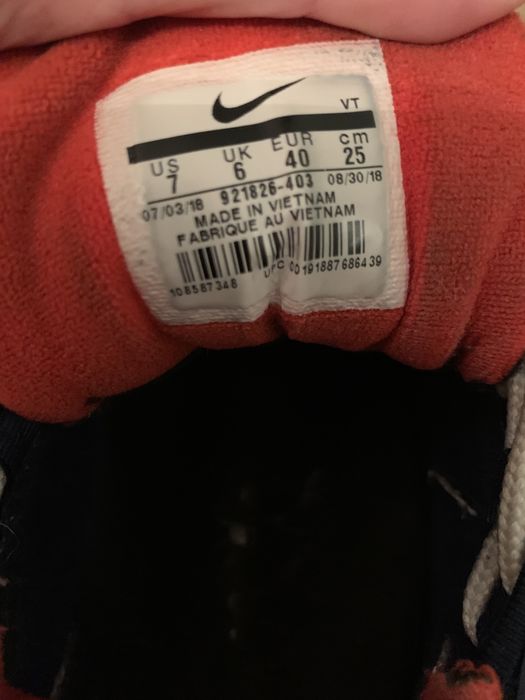 VT
US UK EUR cm
7 6 40 25
07/03/18 921826-403 08/30/18
MADE IN VIETNAM
FABRIQUE AU VIETNAM
108587348 UPC 00191887686439